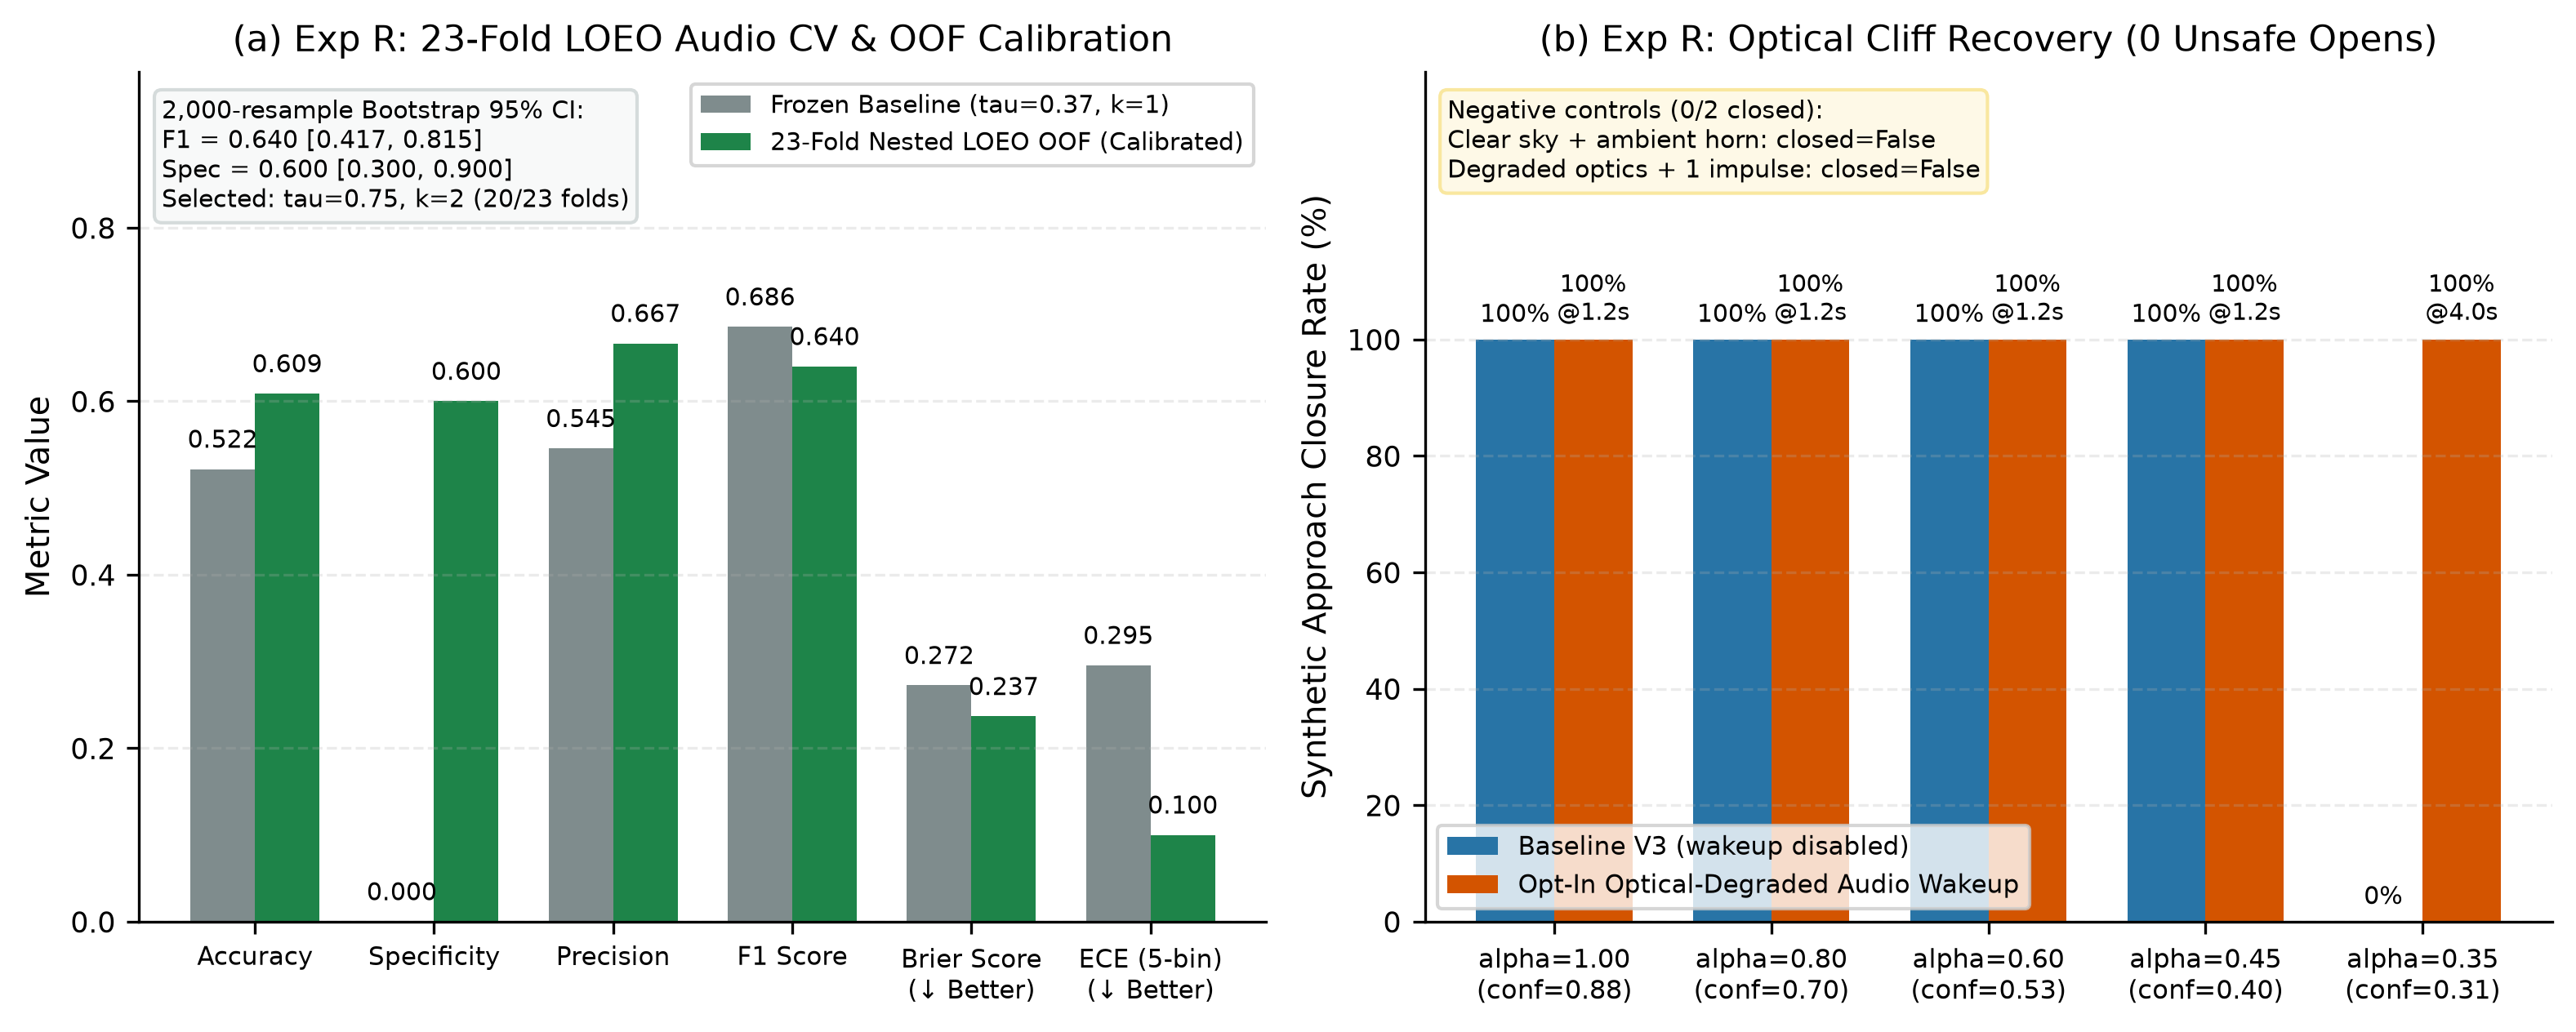 (a) Exp R: 23-Fold LOEO Audio CV & OOF Calibration
2,000-resample Bootstrap 95% CI:
F1 = 0.640 [0.417, 0.815]
Spec = 0.600 [0.300, 0.900]
Selected: tau=0.75, k=2 (20/23 folds)
Frozen Baseline (tau=0.37, k=1)
23-Fold Nested LOEO OOF (Calibrated)
Metric Value
0.8
0.6
0.4
0.2
0.0
0.522
0.609
0.000
0.600
0.545
0.667
0.686
0.640
0.272
0.237
0.295
0.100
Accuracy
Specificity
Precision
F1 Score
Brier Score
(↓ Better)
ECE (5-bin)
(↓ Better)
(b) Exp R: Optical Cliff Recovery (0 Unsafe Opens)
Negative controls (0/2 closed):
Clear sky + ambient horn: closed=False
Degraded optics + 1 impulse: closed=False
Synthetic Approach Closure Rate (%)
100
80
60
40
20
0
100%
100%
@1.2s
100%
100%
@1.2s
100%
100%
@1.2s
100%
100%
@1.2s
0%
100%
@4.0s
Baseline V3 (wakeup disabled)
Opt-In Optical-Degraded Audio Wakeup
alpha=1.00
(conf=0.88)
alpha=0.80
(conf=0.70)
alpha=0.60
(conf=0.53)
alpha=0.45
(conf=0.40)
alpha=0.35
(conf=0.31)